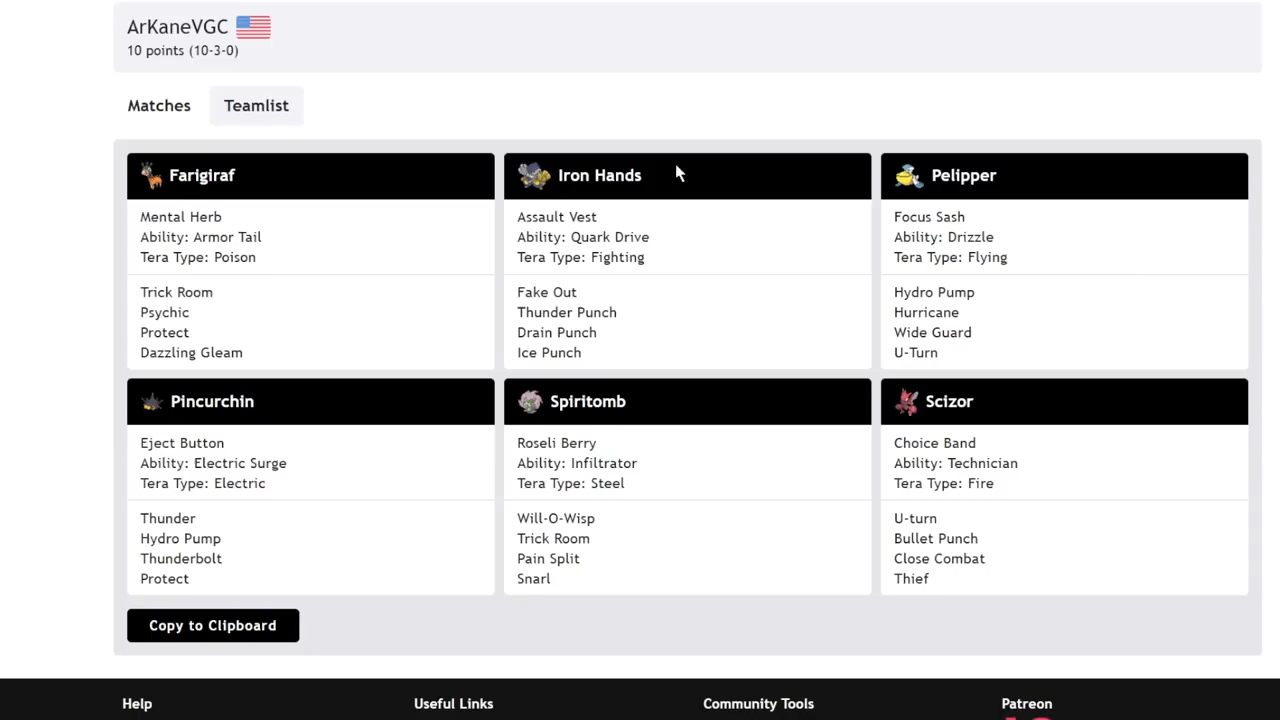 ArKaneVGC
10 points (10-3-0)
Matches
Teamlist
Farigiraf
Mental Herb
Ability: Armor Tail
Tera Type: Poison
Trick Room
Psychic
Protect
Dazzling Gleam
Iron Hands
Assault Vest
Ability: Quark Drive
Tera Type: Fighting
Fake Out
Thunder Punch
Drain Punch
Ice Punch
Pelipper
Focus Sash
Ability: Drizzle
Tera Type: Flying
Hydro Pump
Hurricane
Wide Guard
U-Turn
Pincurchin
Eject Button
Ability: Electric Surge
Tera Type: Electric
Thunder
Hydro Pump
Thunderbolt
Protect
Spiritomb
Roseli Berry
Ability: Infiltrator
Tera Type: Steel
Will-O-Wisp
Trick Room
Pain Split
Snarl
Scizor
Choice Band
Ability: Technician
Tera Type: Fire
U-turn
Bullet Punch
Close Combat
Thief
Copy to Clipboard
Help
Useful Links
Community Tools
Patreon